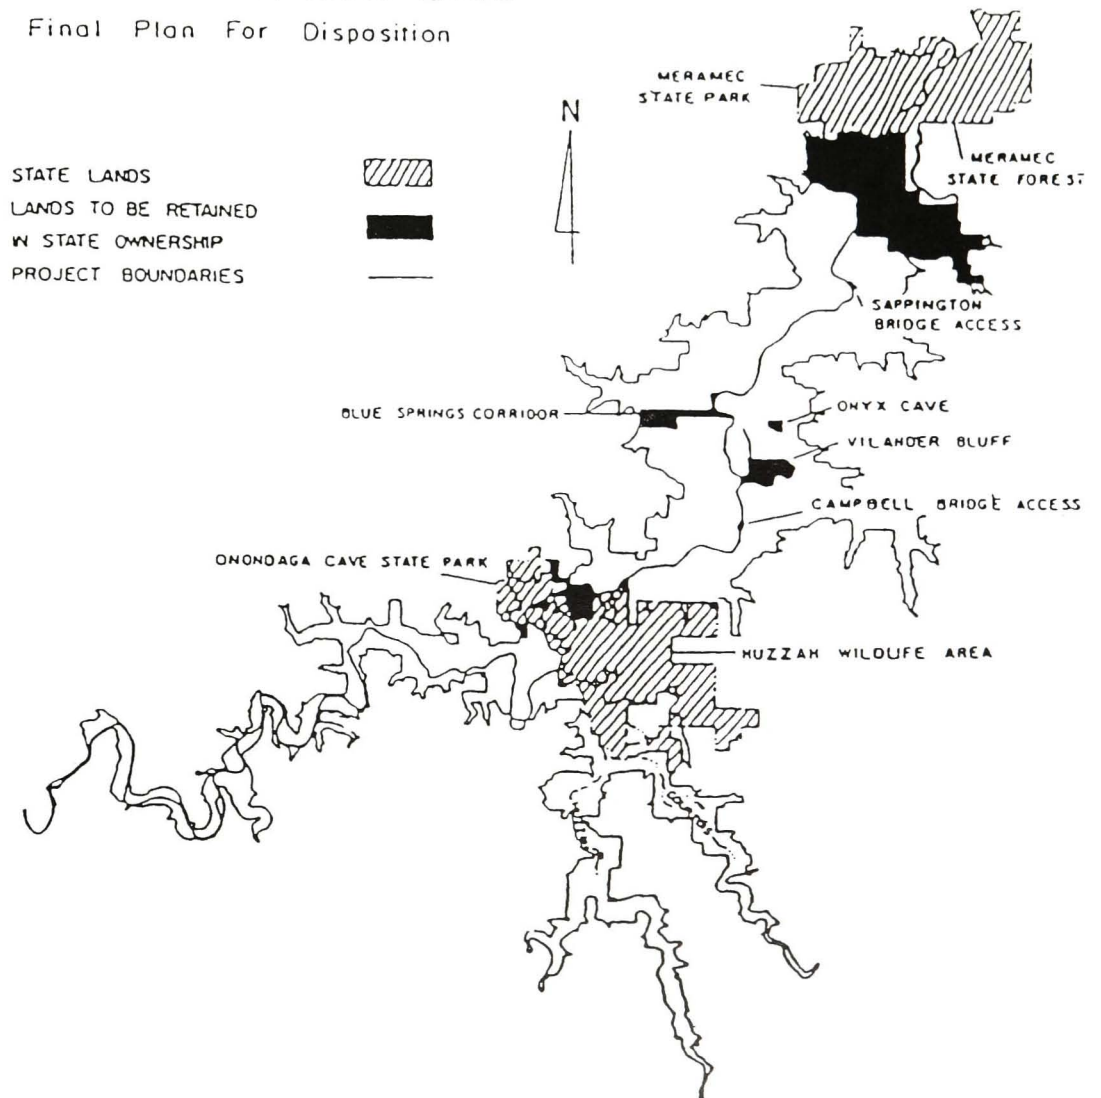 Final Plan For Disposition
N
STATE LANDS
LANDS TO BE RETAINED
IN STATE OWNERSHIP
PROJECT BOUNDARIES
MERAMEC
STATE PARK
MERAMEC
STATE FOREST
SAPPINGTON
BRIDGE ACCESS
BLUE SPRINGS CORRIDOR
ONYX CAVE
VILANDER BLUFF
CAMPBELL BRIDGE ACCESS
ONONDAGA CAVE STATE PARK
HUZZAH WILDLIFE AREA